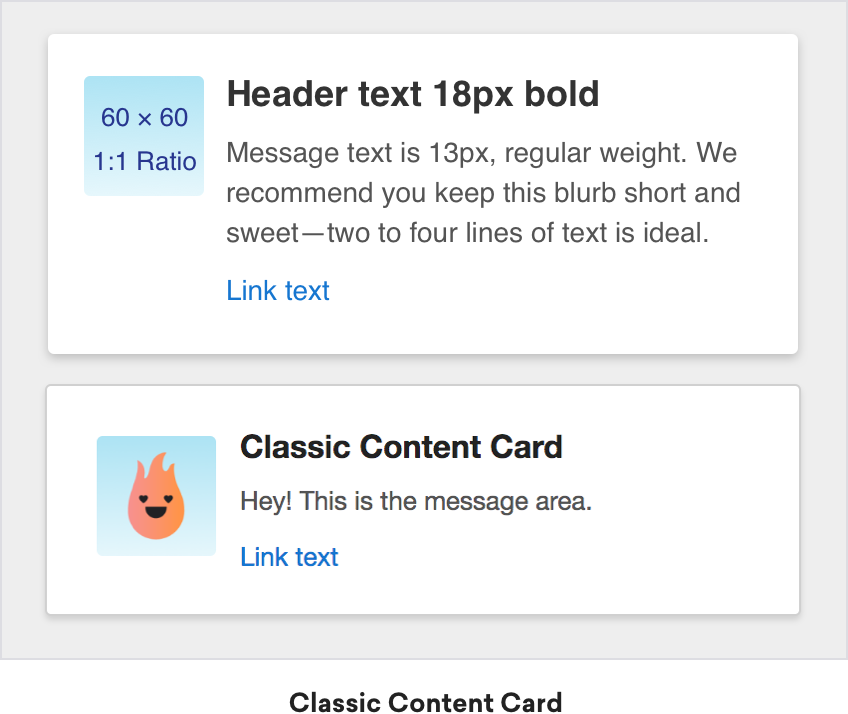 60 × 60
1:1 Ratio
Header text 18px bold
Message text is 13px, regular weight. We
recommend you keep this blurb short and
sweet—two to four lines of text is ideal.
Link text
Classic Content Card
Hey! This is the message area.
Link text
Classic Content Card